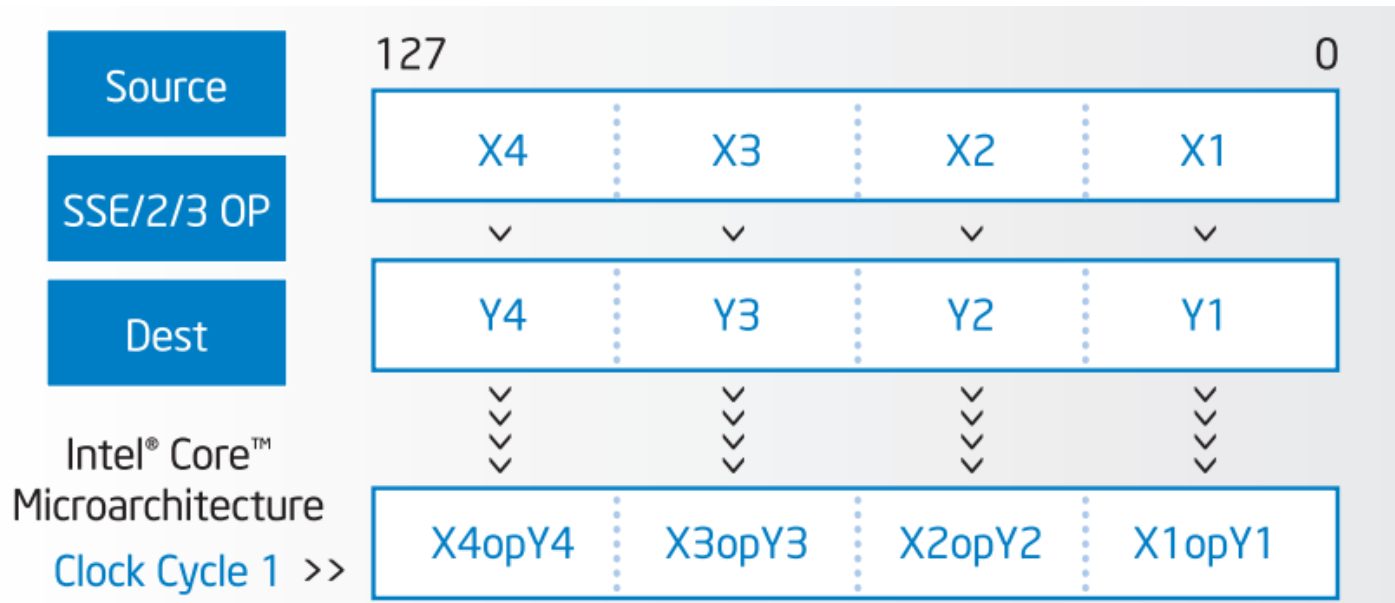 Source
SSE/2/3 OP
Dest
Intel® Core™
Microarchitecture
Clock Cycle 1 >>
127 0
X4 X3 X2 X1
Y4 Y3 Y2 Y1
X4opY4 X3opY3 X2opY2 X1opY1